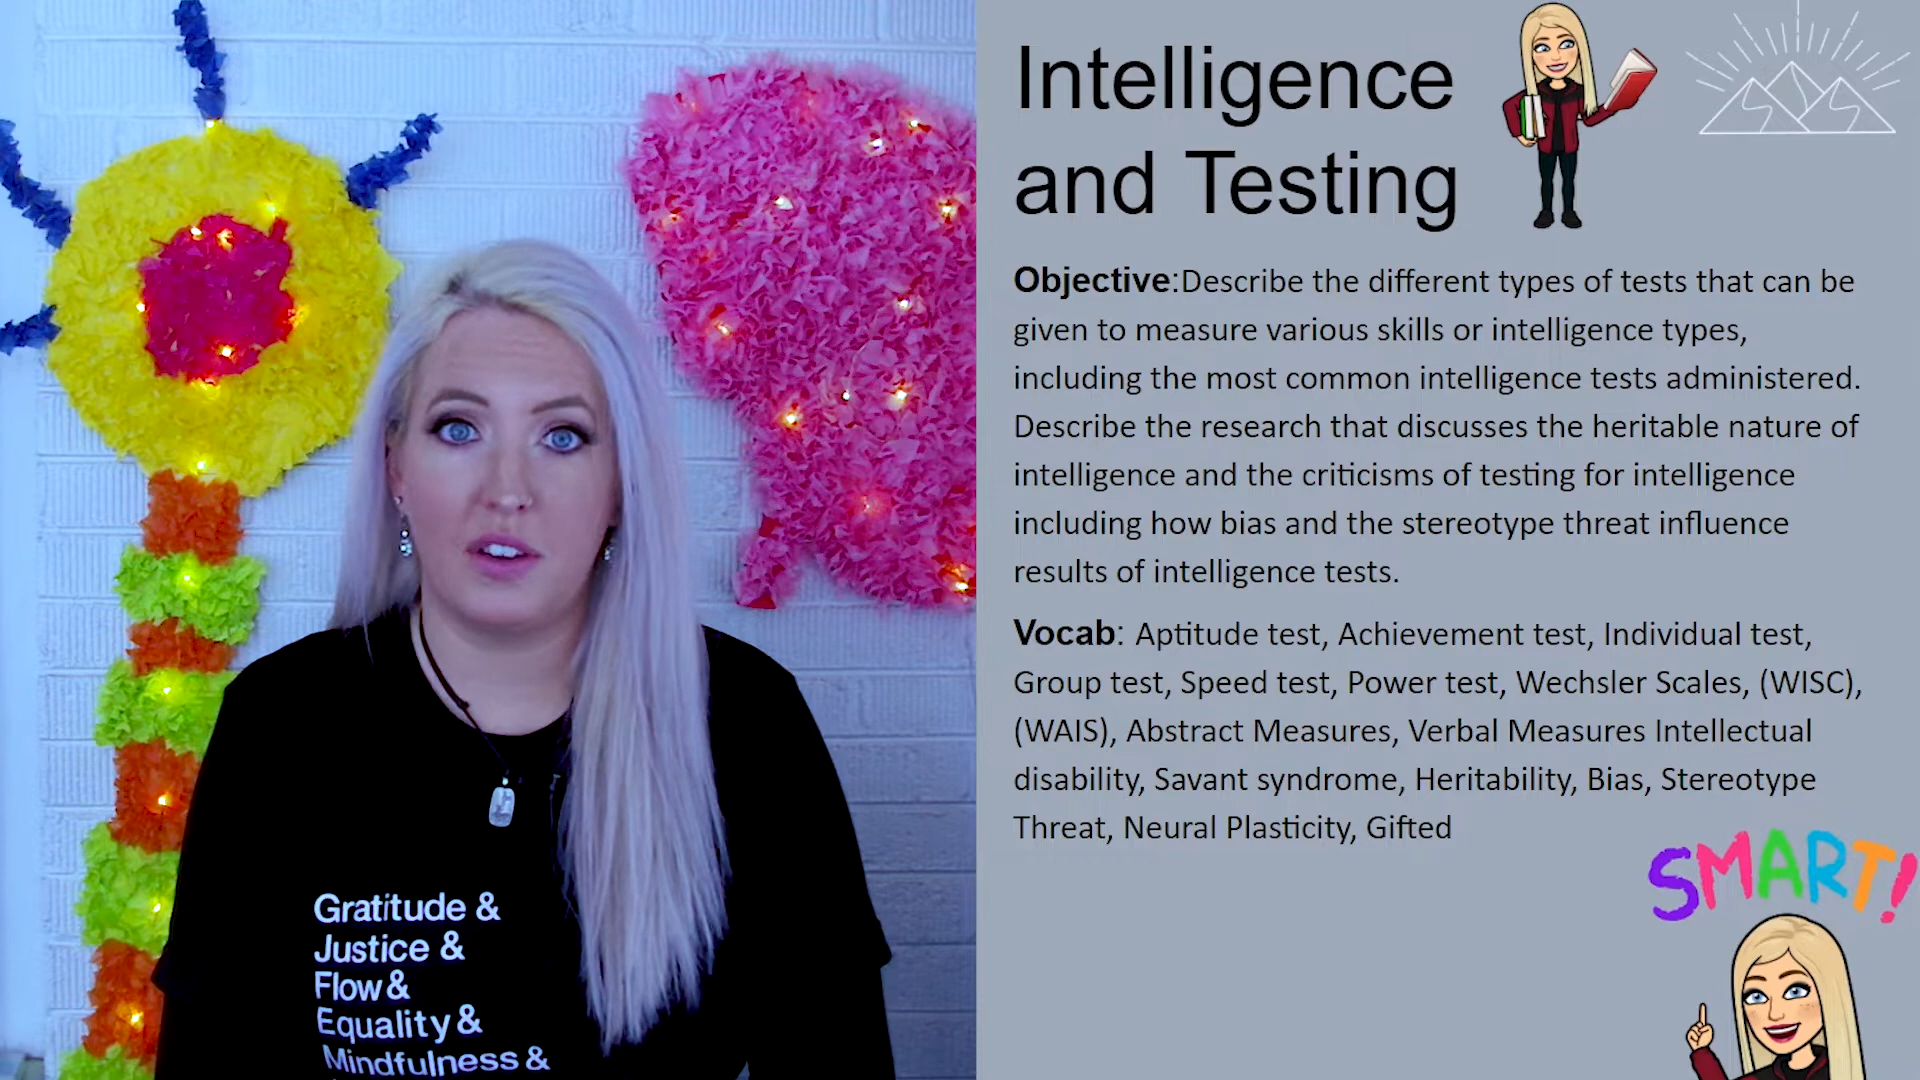 Intelligence
and Testing
Objective:Describe the different types of tests that can be
given to measure various skills or intelligence types,
including the most common intelligence tests administered.
Describe the research that discusses the heritable nature of
intelligence and the criticisms of testing for intelligence
including how bias and the stereotype threat influence
results of intelligence tests.
Vocab: Aptitude test, Achievement test, Individual test,
Group test, Speed test, Power test, Wechsler Scales, (WISC),
(WAIS), Abstract Measures, Verbal Measures Intellectual
disability, Savant syndrome, Heritability, Bias, Stereotype
Threat, Neural Plasticity, Gifted
SMART!
Gratitude &
Justice &
Flow &
Equality &
Mindfulness &